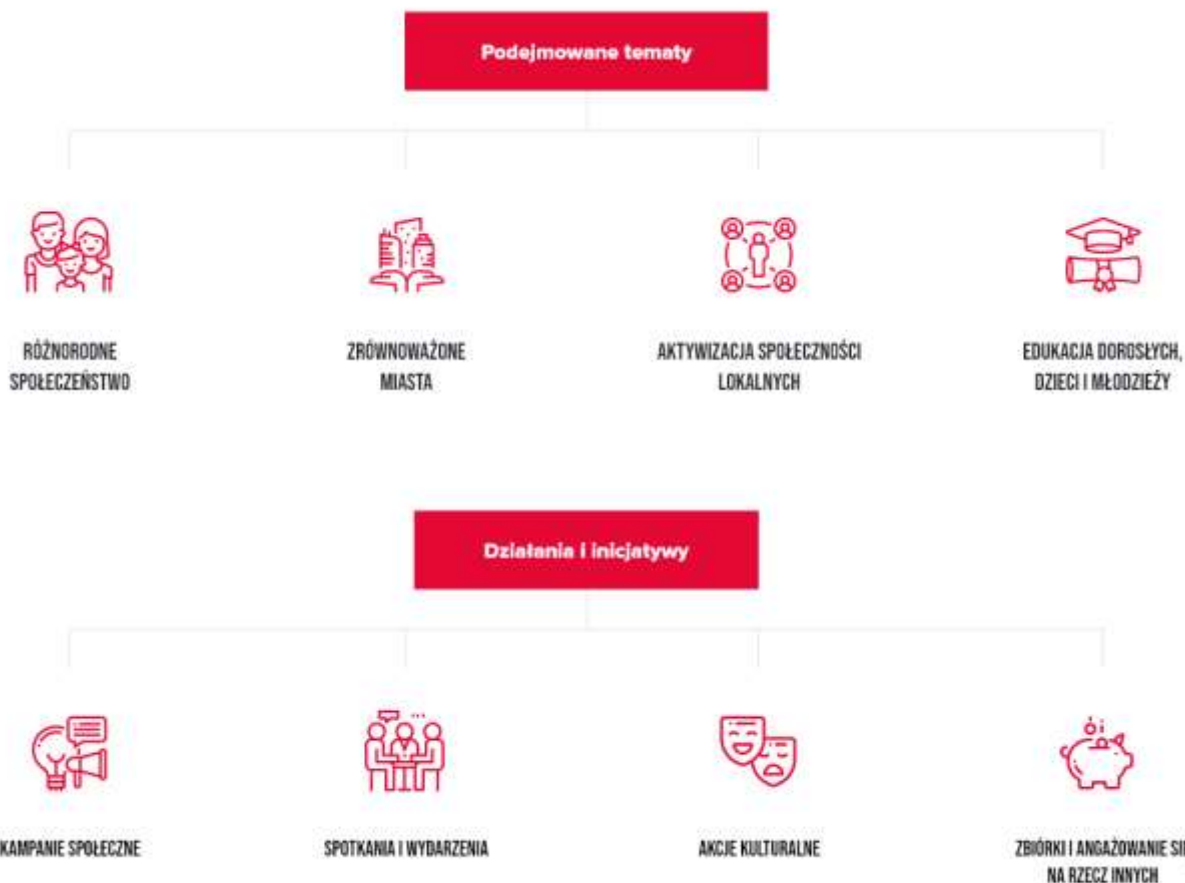 Podejmowane tematy
RÓŻNORODNE
SPOŁECZEŃSTWO
ZRÓWNOWAŻONE
MIASTA
AKTYWIZACJA SPOŁECZNOŚCI
LOKALNYCH
EDUKACJA DOROSŁYCH,
DZIECI I MŁODZIEŻY
Działania i inicjatywy
KAMPANIE SPOŁECZNE
SPOTKANIA I WYDARZENIA
AKCJE KULTURALNE
ZBIÓRKI I ANGAŻOWANIE SIĘ
NA RZECZ INNYCH